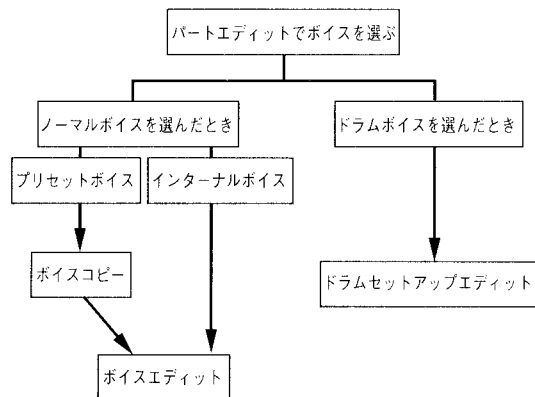 パートエディットでボイスを選ぶ
ノーマルボイスを選んだとき
ドラムボイスを選んだとき
プリセットボイス
インターナルボイス
ボイスコピー
ドラムセットアップエディット
ボイスエディット